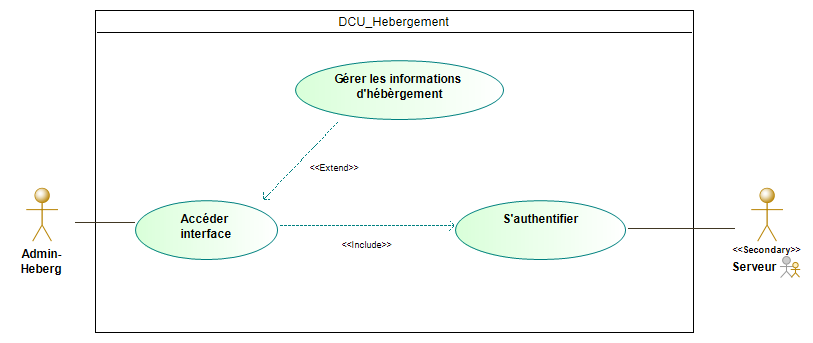 DCU_Hebergement
Gérer les informations
d'hébèrgement
<<Extend>>
Accéder
interface
<<Include>>
S'authentifier
Admin-
Heberg
<<Secondary>>
Serveur